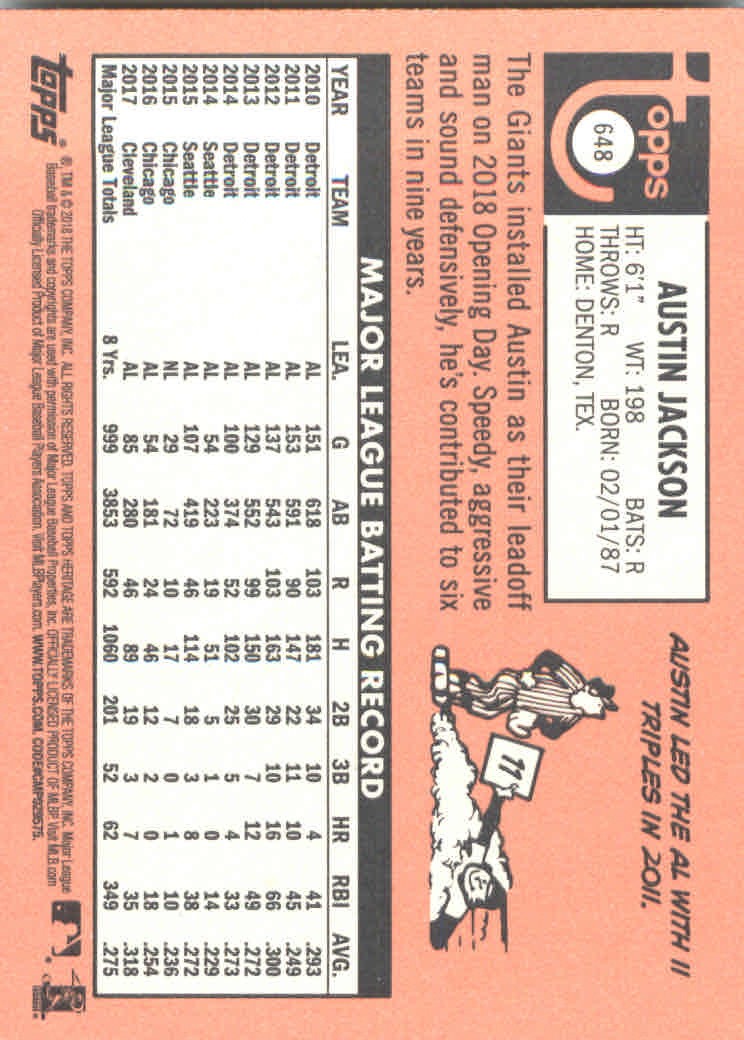 topps
648
AUSTIN JACKSON
HT: 6'1" WT: 198 BATS: R
THROWS: R BORN: 02/01/87
HOME: DENTON, TEX.
The Giants installed Austin as their leadoff
man on 2018 Opening Day. Speedy, aggressive
and sound defensively, he's contributed to six
teams in nine years.
AUSTIN LED THE AL WITH 11
TRIPLES IN 2011.
11
MAJOR LEAGUE BATTING RECORD
YEAR TEAM LEA. G AB R H 2B 3B HR RBI AVG.
2010 Detroit AL 151 618 103 181 34 10 4 41 .293
2011 Detroit AL 153 591 90 147 22 11 10 45 .249
2012 Detroit AL 137 543 103 163 29 10 16 66 .300
2013 Detroit AL 129 552 99 150 30 7 12 49 .272
2014 Detroit AL 100 374 52 102 25 5 4 33 .273
2014 Seattle AL 54 223 19 51 5 1 0 14 .229
2015 Seattle AL 107 419 46 114 18 3 8 38 .272
2015 Chicago NL 29 72 10 17 7 0 1 10 .236
2016 Chicago AL 54 181 24 46 12 2 0 18 .254
2017 Cleveland AL 85 280 46 89 19 3 7 35 .318
Major League Totals 8 Yrs. 999 3853 592 1060 201 52 62 349 .275
topps
® TM & © 2018 THE TOPPS COMPANY, INC. ALL RIGHTS RESERVED. TOPPS AND TOPPS HERITAGE ARE TRADEMARKS OF THE TOPPS COMPANY, INC. Major League
Baseball trademarks and copyrights are used with permission of Major League Baseball Properties, Inc. OFFICIALLY LICENSED PRODUCT OF MLBP Visit MLB.com
Officially Licensed Product of Major League Baseball Players Association. Visit MLBPlayers.com. WWW.TOPPS.COM. CODE#CMP029575.